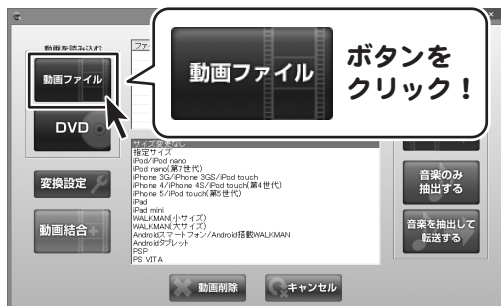 動画を読み込む
ファ
動画ファイル
動画ファイル
ボタンを
クリック！
DVD
変換設定
動画結合
サイズ変更なし
指定サイズ
iPod/iPod nano
iPod nano(第7世代)
iPhone 3G/iPhone 3GS/iPod touch
iPhone 4/iPhone 4S/iPod touch(第4世代)
iPhone 5/iPod touch(第5世代)
iPad
iPad mini
WALKMAN(小サイズ)
WALKMAN(大サイズ)
Androidスマートフォン/Android搭載WALKMAN
Androidタブレット
PSP
PS VITA
音楽のみ
抽出する
音楽を抽出して
転送する
動画削除
キャンセル